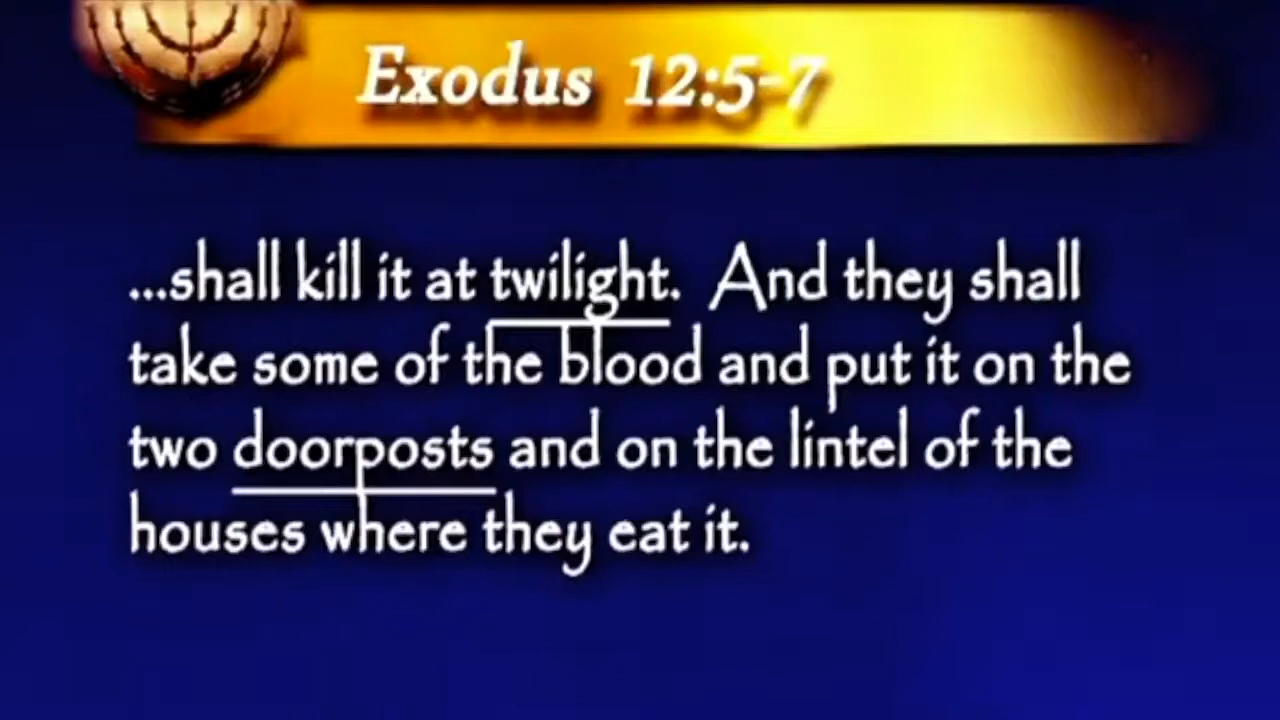 Exodus 12:5-7
...shall kill it at twilight. And they shall
take some of the blood and put it on the
two doorposts and on the lintel of the
houses where they eat it.